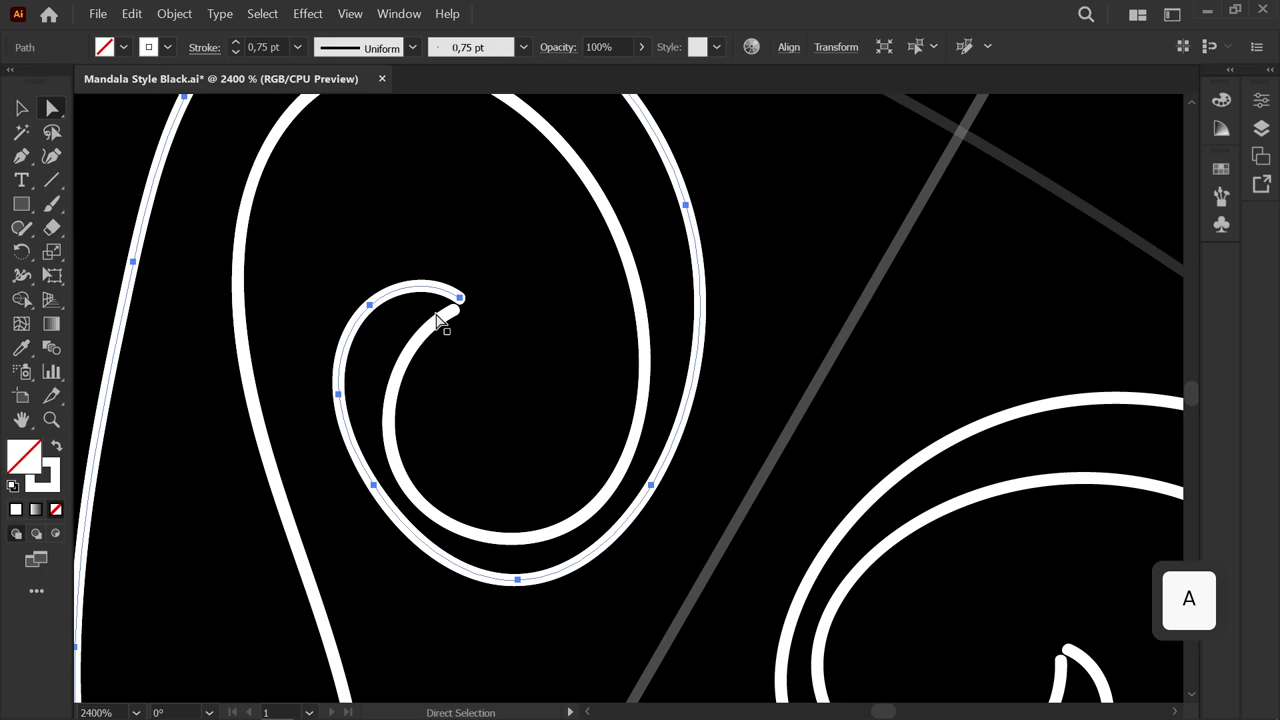 Ai File Edit Object Type Select Effect View Window Help
Path Stroke: 0,75 pt Uniform 0,75 pt Opacity: 100% Style: Align Transform
Mandala Style Black.ai* @ 2400 % (RGB/CPU Preview)
A
2400% 0° 1 Direct Selection